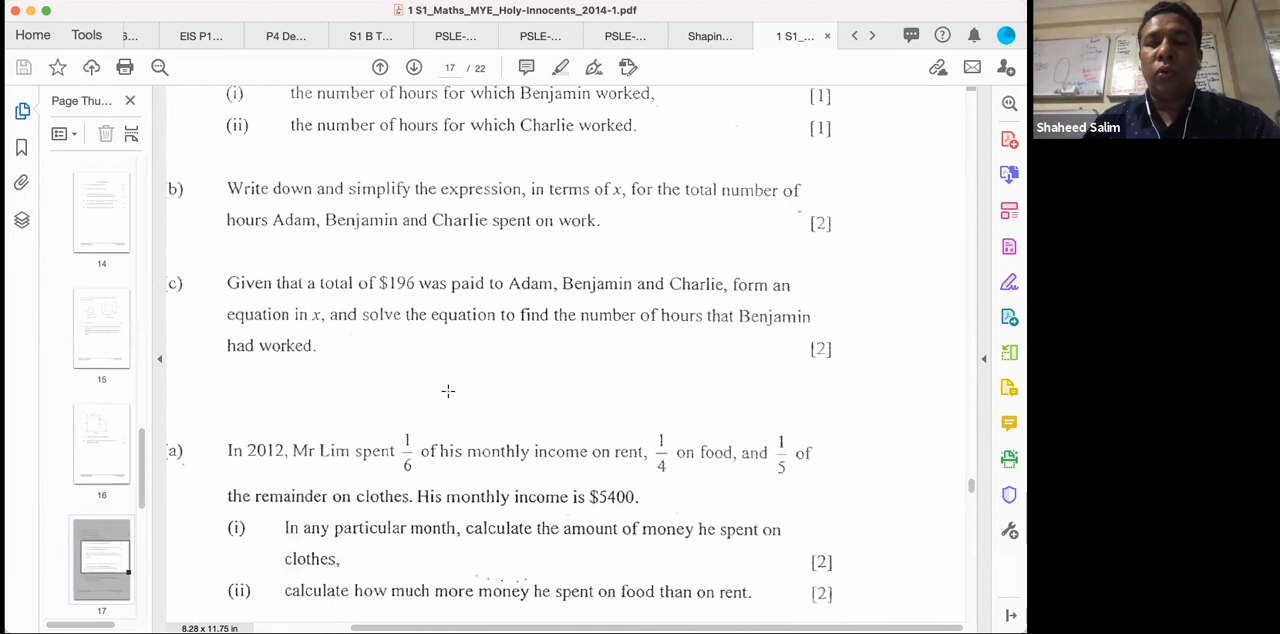 1 S1_Maths_MYE_Holy-Innocents_2014-1.pdf
Home Tools S... EIS P1... P4 De... S1 B T... PSLE-... PSLE-... PSLE-... Shapin... 1 S1_... ×
17 / 22
Page Thu... ×
14
15
16
17
(i) the number of hours for which Benjamin worked, [1]
(ii) the number of hours for which Charlie worked. [1]
b) Write down and simplify the expression, in terms of x, for the total number of
hours Adam, Benjamin and Charlie spent on work. [2]
c) Given that a total of $196 was paid to Adam, Benjamin and Charlie, form an
equation in x, and solve the equation to find the number of hours that Benjamin
had worked. [2]
a) In 2012, Mr Lim spent 1/6 of his monthly income on rent, 1/4 on food, and 1/5 of
the remainder on clothes. His monthly income is $5400.
(i) In any particular month, calculate the amount of money he spent on
clothes, [2]
(ii) calculate how much more money he spent on food than on rent. [2]
8.28 x 11.75 in
Shaheed Salim